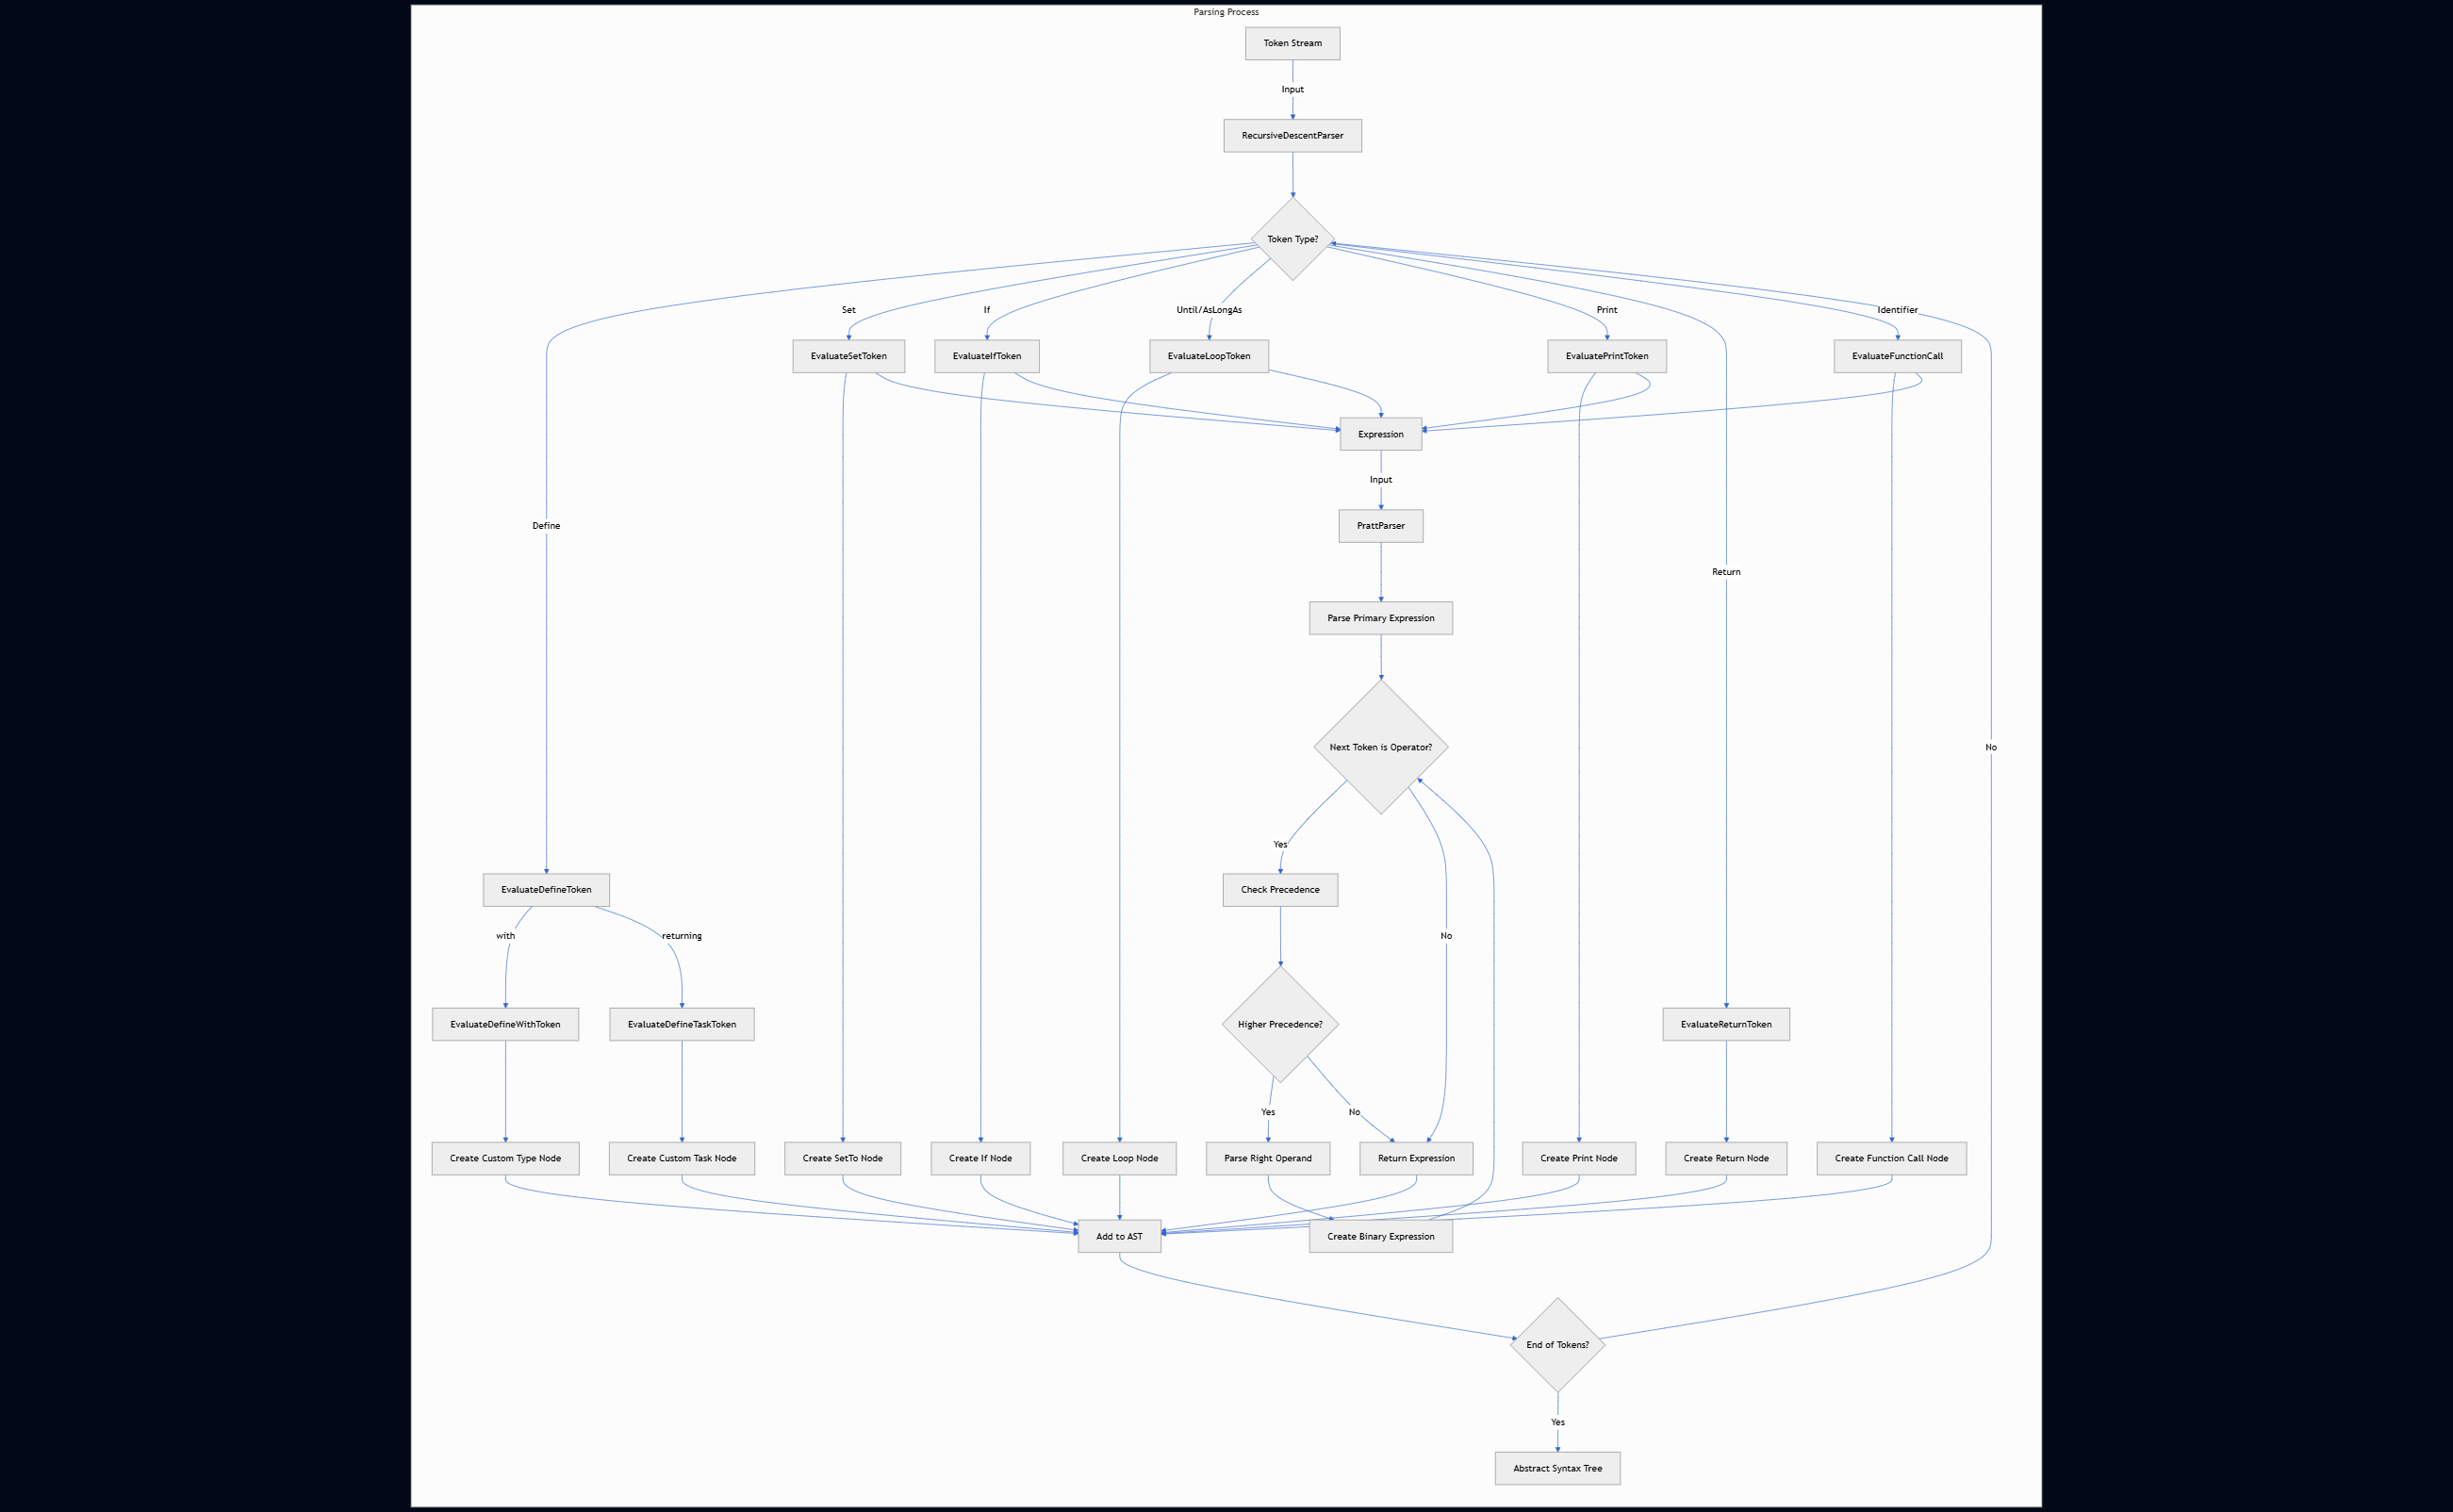 Parsing Process
Token Stream
Input
RecursiveDescentParser
Token Type?
Set
If
Until/AsLongAs
Print
Identifier
EvaluateSetToken
EvaluateIfToken
EvaluateLoopToken
EvaluatePrintToken
EvaluateFunctionCall
Expression
Input
Define
PrattParser
Return
Parse Primary Expression
Next Token is Operator?
No
Yes
EvaluateDefineToken
Check Precedence
with
returning
No
EvaluateDefineWithToken
EvaluateDefineTaskToken
Higher Precedence?
EvaluateReturnToken
Yes
No
Create Custom Type Node
Create Custom Task Node
Create SetTo Node
Create If Node
Create Loop Node
Parse Right Operand
Return Expression
Create Print Node
Create Return Node
Create Function Call Node
Add to AST
Create Binary Expression
End of Tokens?
Yes
Abstract Syntax Tree